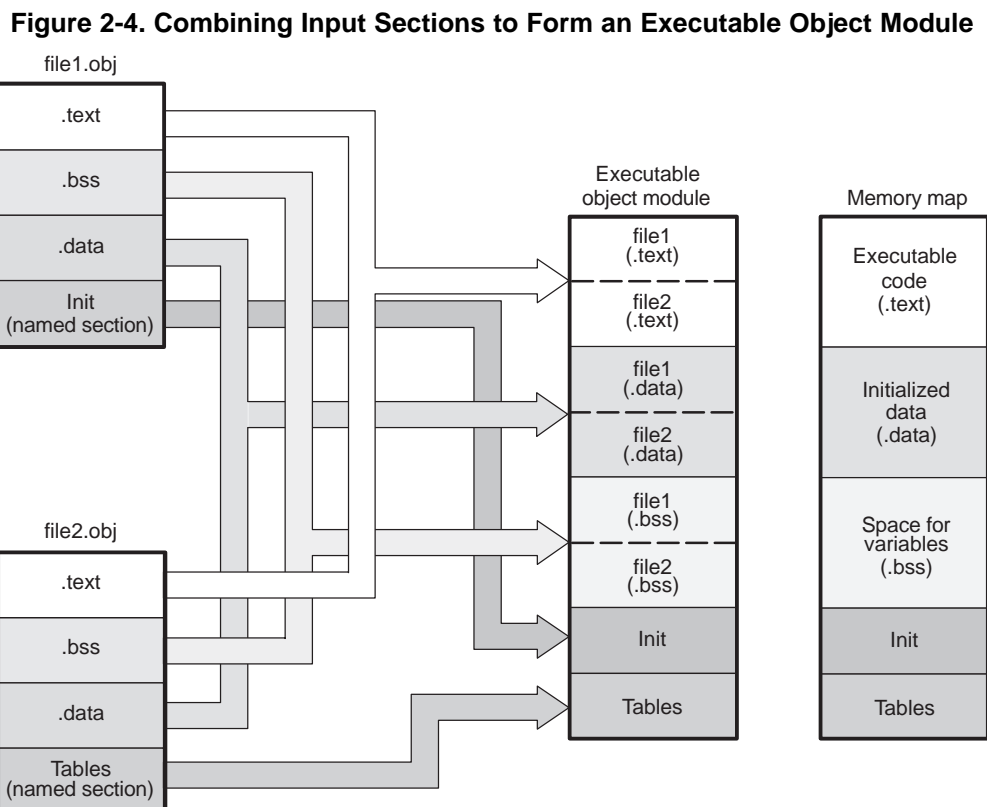 Figure 2-4. Combining Input Sections to Form an Executable Object Module
file1.obj
.text
.bss
.data
Init
(named section)
file2.obj
.text
.bss
.data
Tables
(named section)
Executable
object module
file1
(.text)
file2
(.text)
file1
(.data)
file2
(.data)
file1
(.bss)
file2
(.bss)
Init
Tables
Memory map
Executable
code
(.text)
Initialized
data
(.data)
Space for
variables
(.bss)
Init
Tables